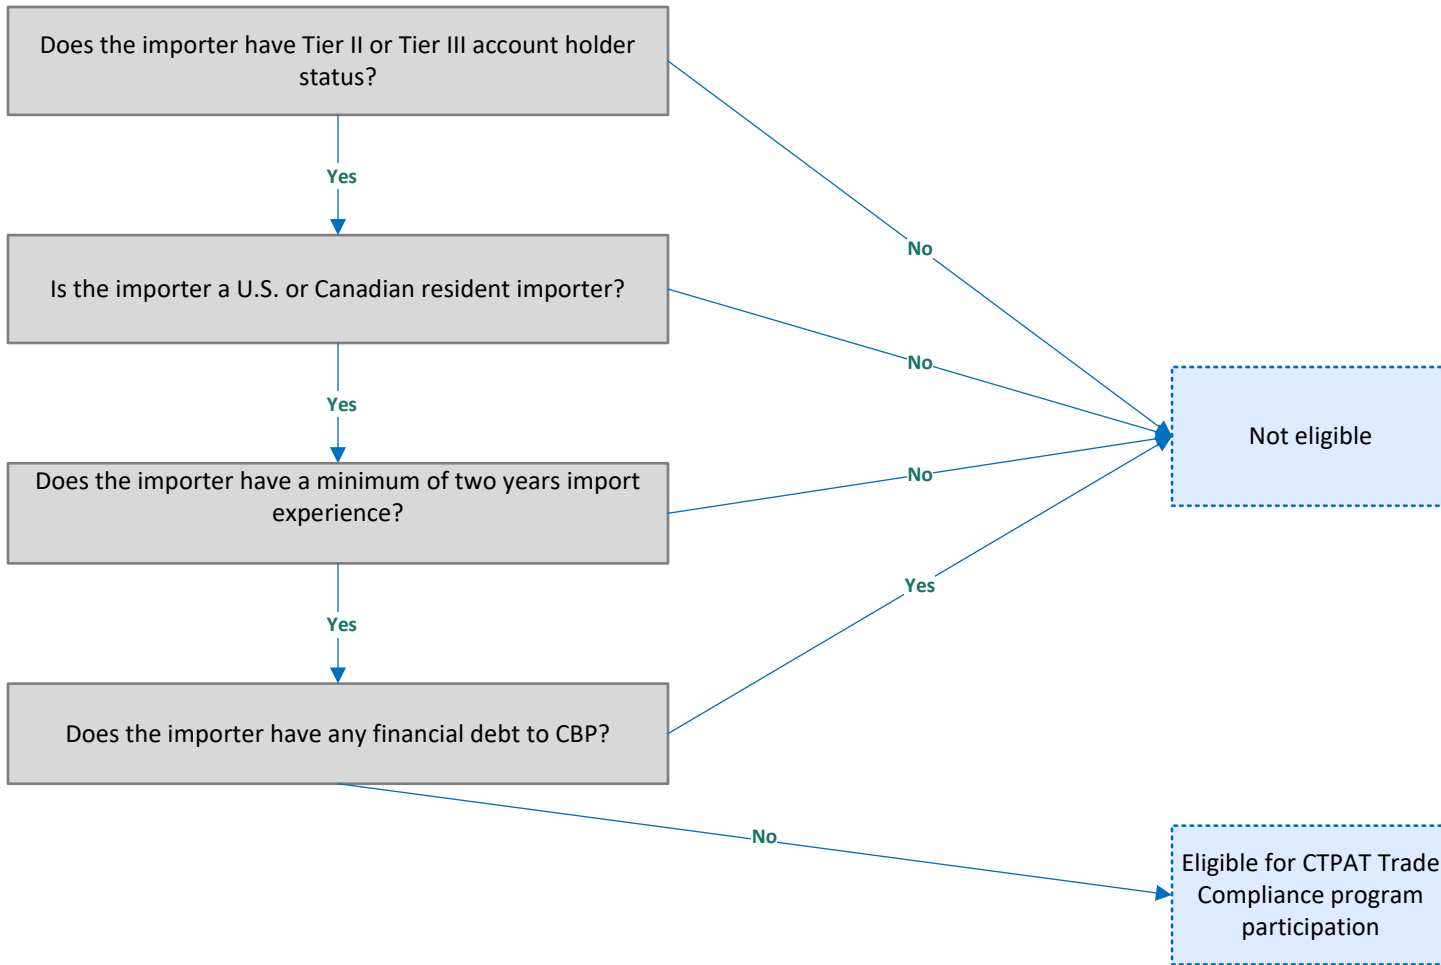 Does the importer have Tier II or Tier III account holder
status?
Yes
No
Is the importer a U.S. or Canadian resident importer?
Yes
No
Does the importer have a minimum of two years import
experience?
Yes
No
Does the importer have any financial debt to CBP?
Yes
No
Not eligible
Eligible for CTPAT Trade
Compliance program
participation